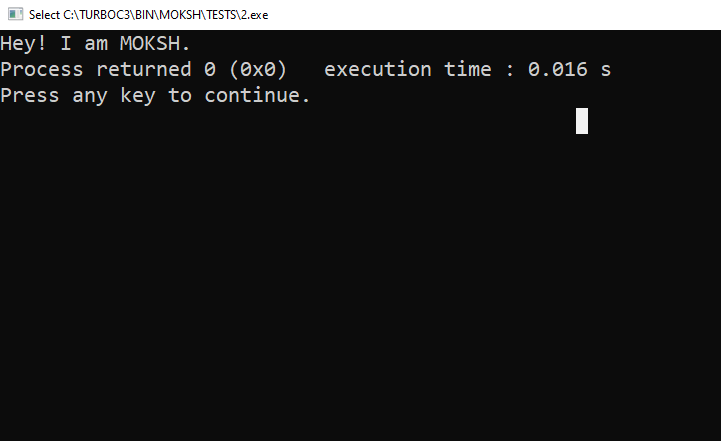 Select C:\TURBOC3\BIN\MOKSH\TESTS\2.exe
Hey! I am MOKSH.
Process returned 0 (0x0)   execution time : 0.016 s
Press any key to continue.